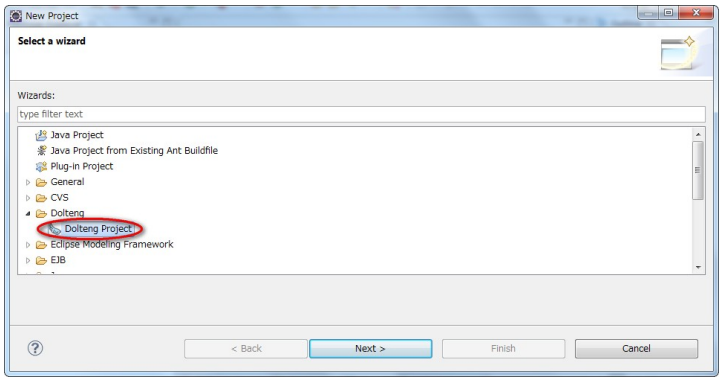 New Project
Select a wizard
Wizards:
type filter text
Java Project
Java Project from Existing Ant Buildfile
Plug-in Project
General
CVS
Dolteng
Dolteng Project
Eclipse Modeling Framework
EJB
< Back Next > Finish Cancel